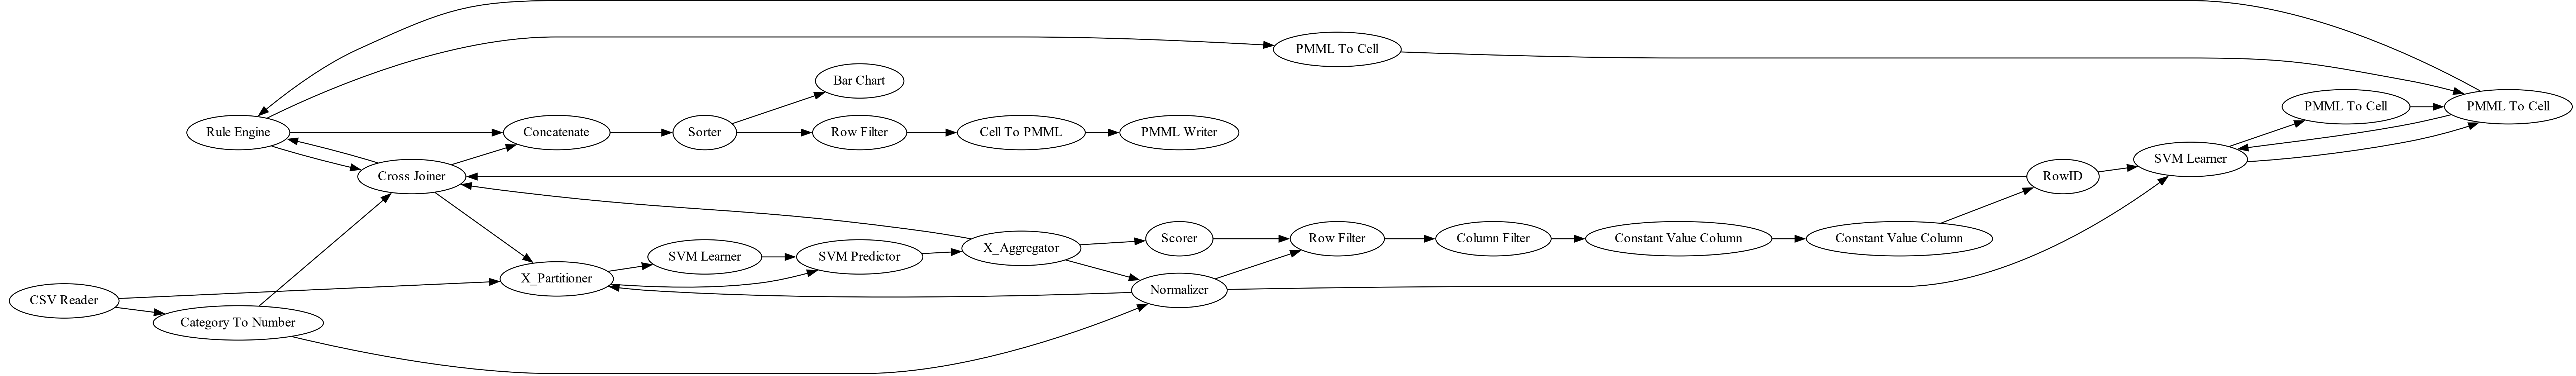 PMML To Cell
Bar Chart
PMML To Cell
PMML To Cell
Rule Engine
Concatenate
Sorter
Row Filter
Cell To PMML
PMML Writer
SVM Learner
Cross Joiner
RowID
Scorer
Row Filter
Column Filter
Constant Value Column
Constant Value Column
X_Aggregator
SVM Learner
SVM Predictor
X_Partitioner
Normalizer
CSV Reader
Category To Number